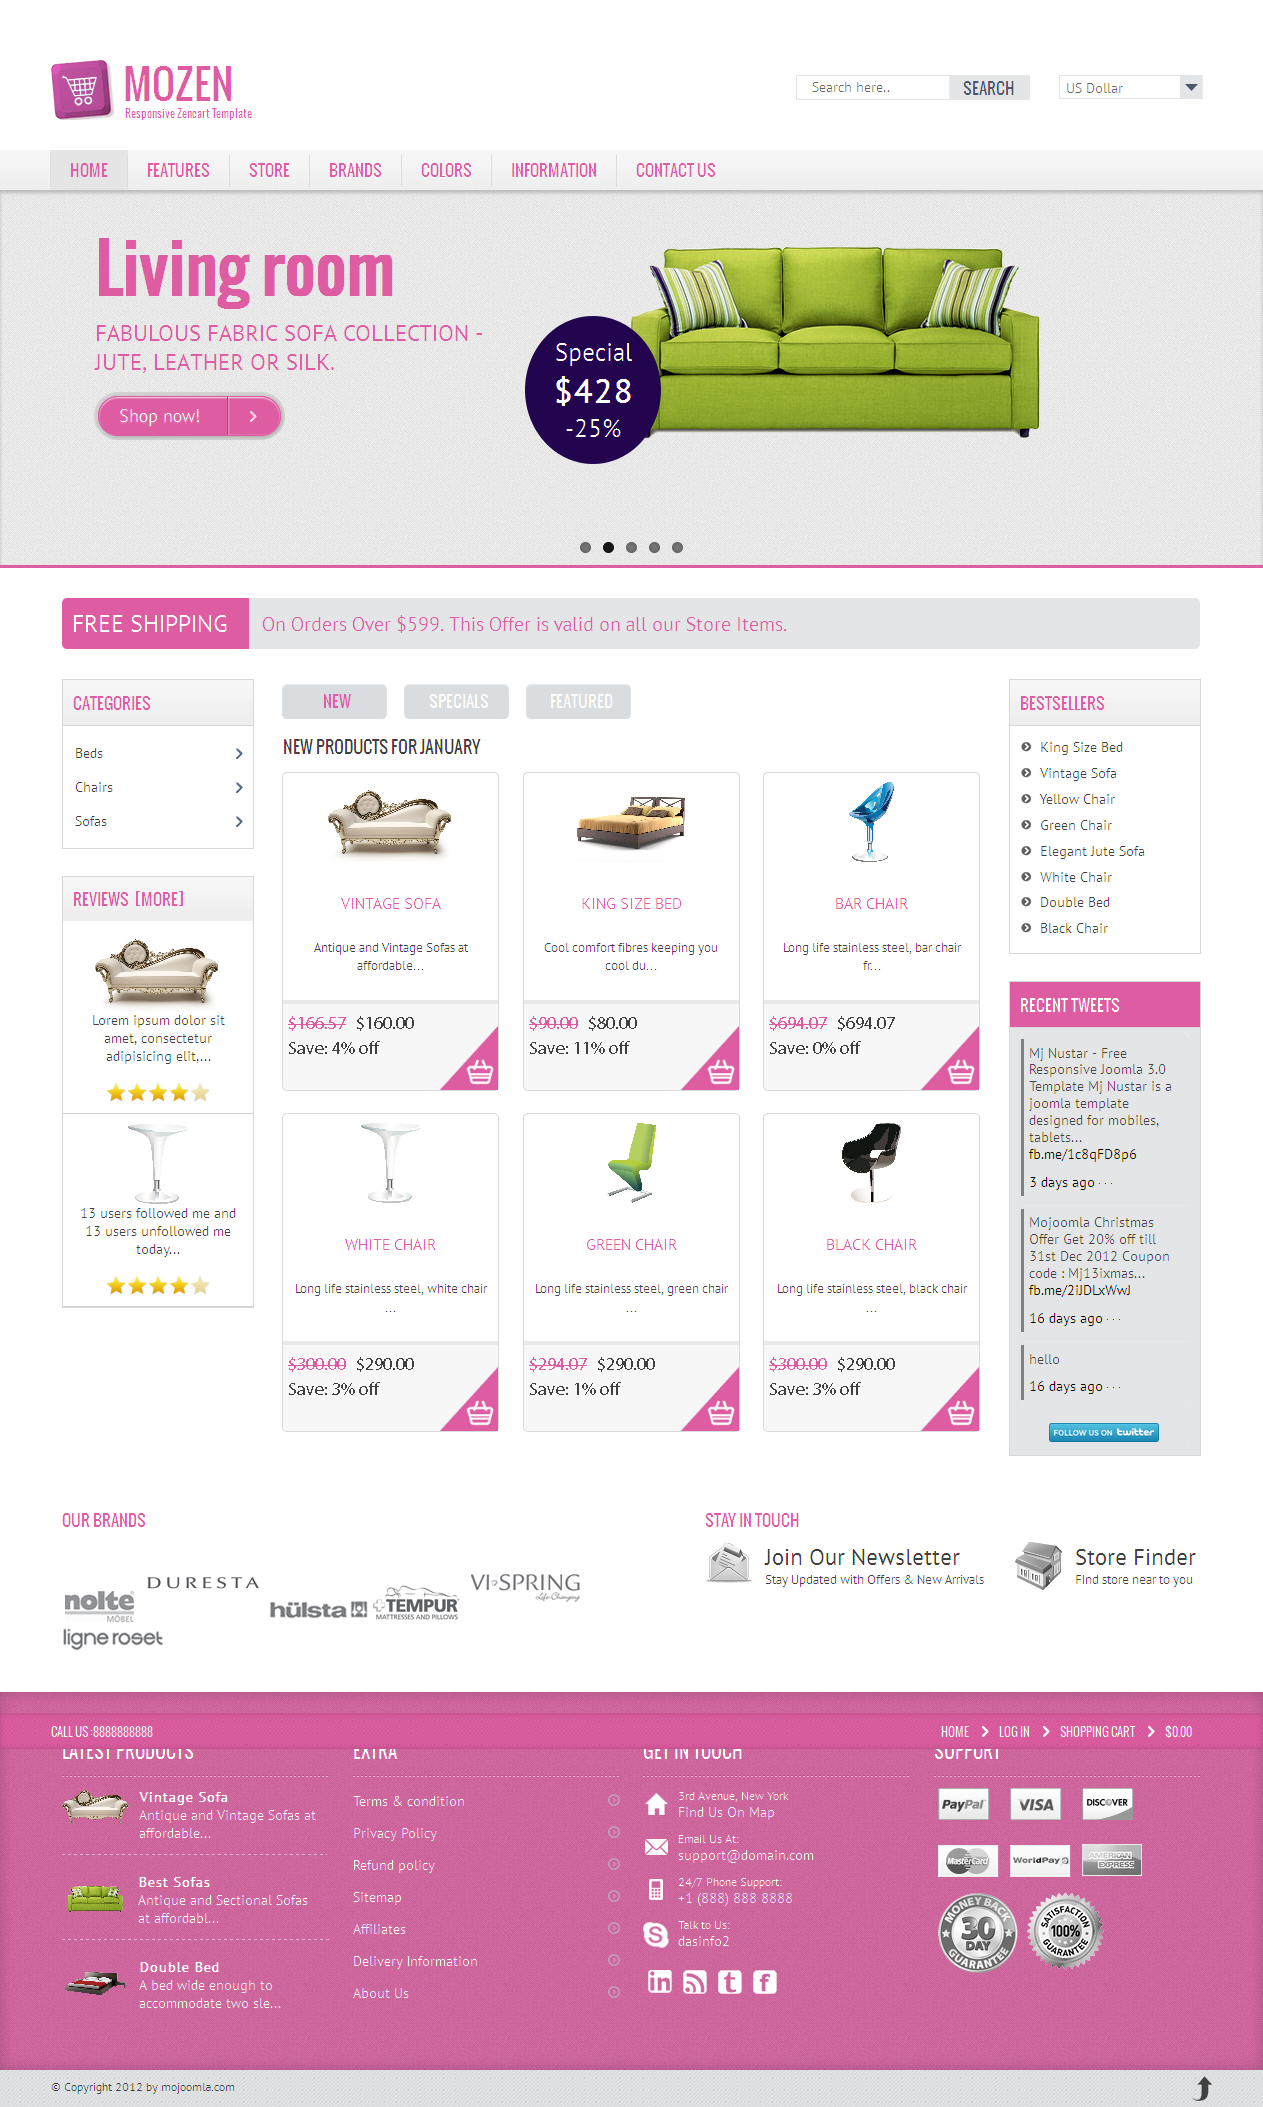 MOZEN
Responsive Zencart Template
Search here..
SEARCH
US Dollar
HOME
FEATURES
STORE
BRANDS
COLORS
INFORMATION
CONTACT US
Living room
FABULOUS FABRIC SOFA COLLECTION -
JUTE, LEATHER OR SILK.
Shop now!
Special
$428
-25%
FREE SHIPPING
On Orders Over $599. This Offer is valid on all our Store Items.
CATEGORIES
Beds
Chairs
Sofas
REVIEWS [MORE]
Lorem ipsum dolor sit
amet, consectetur
adipisicing elit,...
13 users followed me and
13 users unfollowed me
today...
NEW
SPECIALS
FEATURED
NEW PRODUCTS FOR JANUARY
VINTAGE SOFA
Antique and Vintage Sofas at
affordable...
$166.57 $160.00
Save: 4% off
KING SIZE BED
Cool comfort fibres keeping you
cool du...
$90.00 $80.00
Save: 11% off
BAR CHAIR
Long life stainless steel, bar chair
fr...
$694.07 $694.07
Save: 0% off
WHITE CHAIR
Long life stainless steel, white chair
...
$300.00 $290.00
Save: 3% off
GREEN CHAIR
Long life stainless steel, green chair
...
$294.07 $290.00
Save: 1% off
BLACK CHAIR
Long life stainless steel, black chair
...
$300.00 $290.00
Save: 3% off
BESTSELLERS
King Size Bed
Vintage Sofa
Yellow Chair
Green Chair
Elegant Jute Sofa
White Chair
Double Bed
Black Chair
RECENT TWEETS
Mj Nustar - Free
Responsive Joomla 3.0
Template Mj Nustar is a
joomla template
designed for mobiles,
tablets...
fb.me/1c8qFD8p6
3 days ago · · ·
Mojoomla Christmas
Offer Get 20% off till
31st Dec 2012 Coupon
code : Mj13ixmas...
fb.me/2iJDLxWwJ
16 days ago · · ·
hello
16 days ago · · ·
FOLLOW US ON twitter
OUR BRANDS
nolte
MÖBEL
DURESTA
hülsta
TEMPUR
MATTRESSES AND PILLOWS
VI-SPRING
Life Changing
ligne roset
STAY IN TOUCH
Join Our Newsletter
Stay Updated with Offers & New Arrivals
Store Finder
FInd store near to you
CALL US :8888888888
HOME
LOG IN
SHOPPING CART
$0.00
LATEST PRODUCTS
Vintage Sofa
Antique and Vintage Sofas at
affordable...
Best Sofas
Antique and Sectional Sofas
at affordabl...
Double Bed
A bed wide enough to
accommodate two sle...
EXTRA
Terms & condition
Privacy Policy
Refund policy
Sitemap
Affiliates
Delivery Information
About Us
GET IN TOUCH
3rd Avenue, New York
Find Us On Map
Email Us At:
support@domain.com
24/7 Phone Support:
+1 (888) 888 8888
Talk to Us:
dasinfo2
SUPPORT
PayPal
VISA
DISCOVER
MasterCard
WorldPay
AMERICAN EXPRESS
MONEY BACK
30
DAY
GUARANTEE
SATISFACTION
100%
GUARANTEE
© Copyright 2012 by mojoomla.com